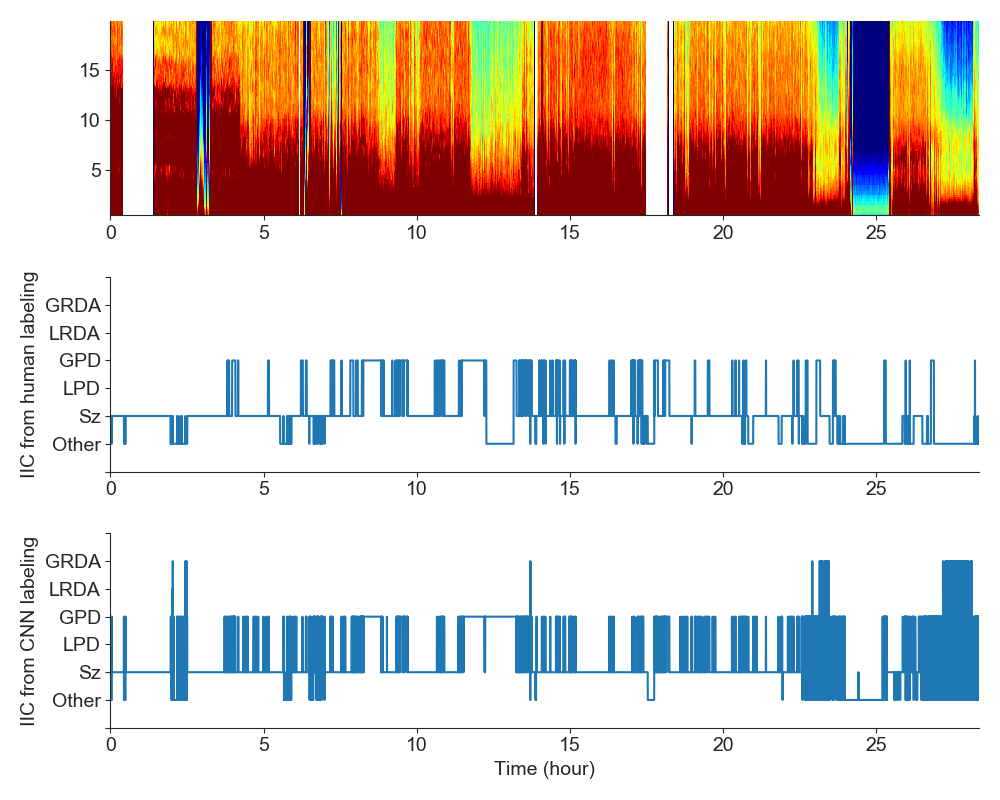 15
10
5
0 5 10 15 20 25
IIC from human labeling
GRDA
LRDA
GPD
LPD
Sz
Other
0 5 10 15 20 25
IIC from CNN labeling
GRDA
LRDA
GPD
LPD
Sz
Other
0 5 10 15 20 25
Time (hour)